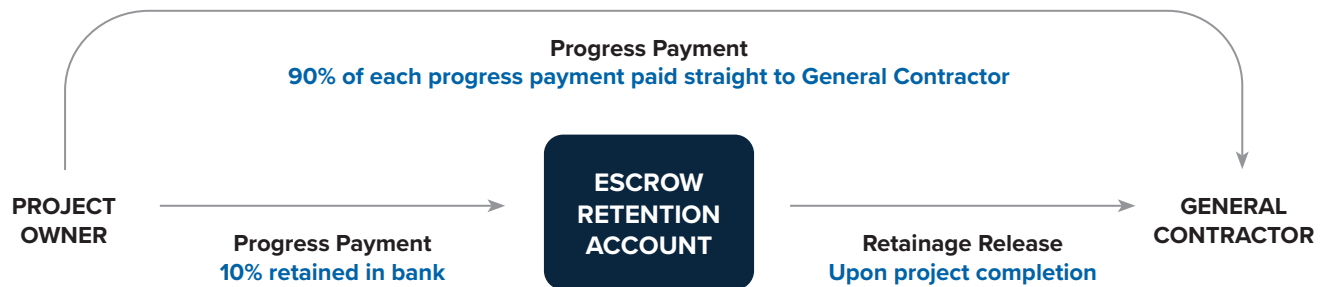 Progress Payment
90% of each progress payment paid straight to General Contractor
PROJECT
OWNER
Progress Payment
10% retained in bank
ESCROW
RETENTION
ACCOUNT
Retainage Release
Upon project completion
GENERAL
CONTRACTOR